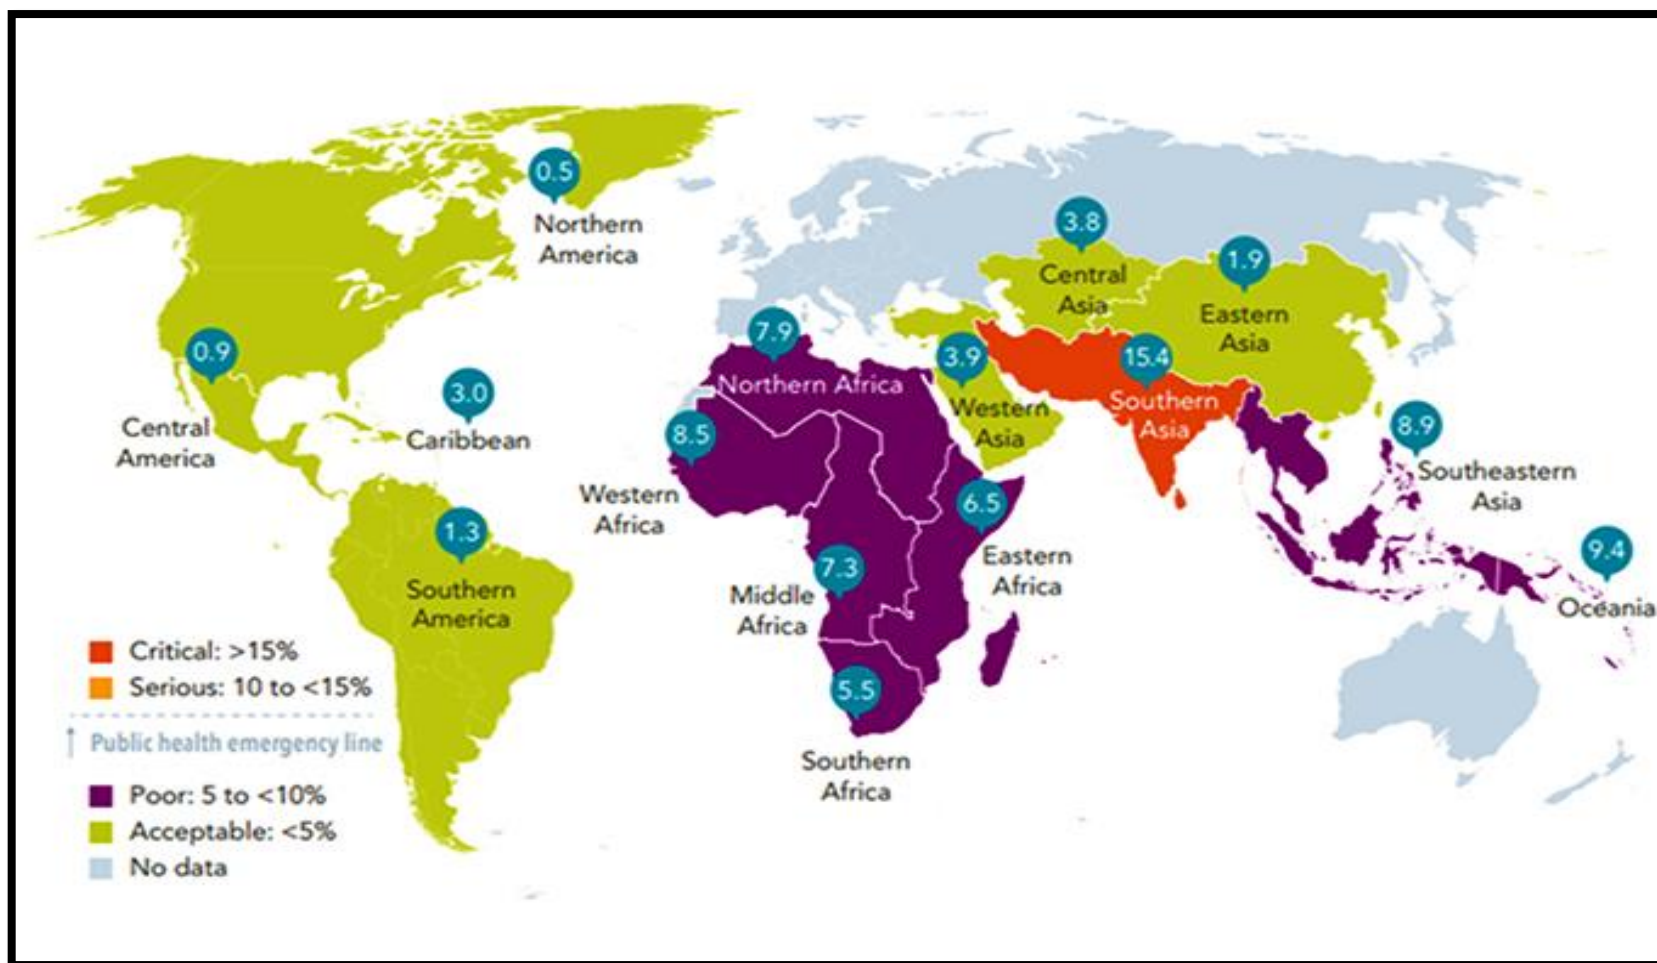 0.5
Northern
America
3.8
Central
Asia
1.9
Eastern
Asia
0.9
Central
America
3.0
Caribbean
7.9
Northern Africa
3.9
Western
Asia
15.4
Southern
Asia
8.5
Western
Africa
8.9
Southeastern
Asia
6.5
Eastern
Africa
1.3
Southern
America
7.3
Middle
Africa
9.4
Oceania
5.5
Southern
Africa
Critical: >15%
Serious: 10 to <15%
Public health emergency line
Poor: 5 to <10%
Acceptable: <5%
No data